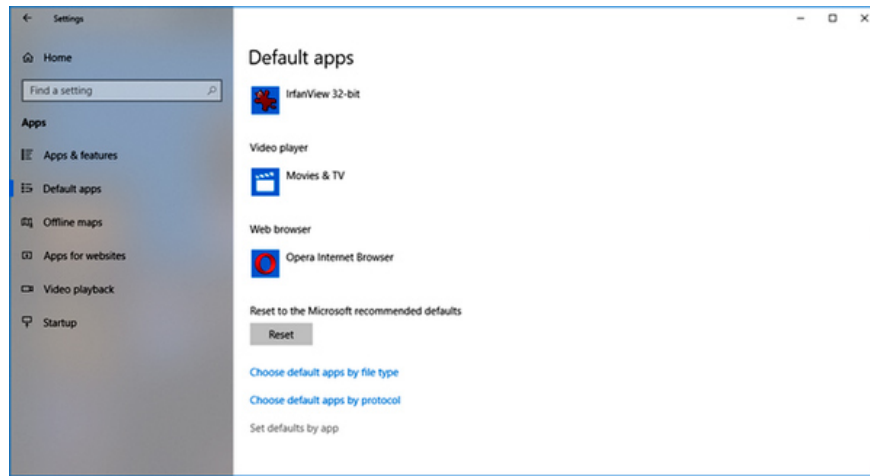 Settings
Home
Find a setting
Apps
Apps & features
Default apps
Offline maps
Apps for websites
Video playback
Startup
Default apps
IrfanView 32-bit
Video player
Movies & TV
Web browser
Opera Internet Browser
Reset to the Microsoft recommended defaults
Reset
Choose default apps by file type
Choose default apps by protocol
Set defaults by app